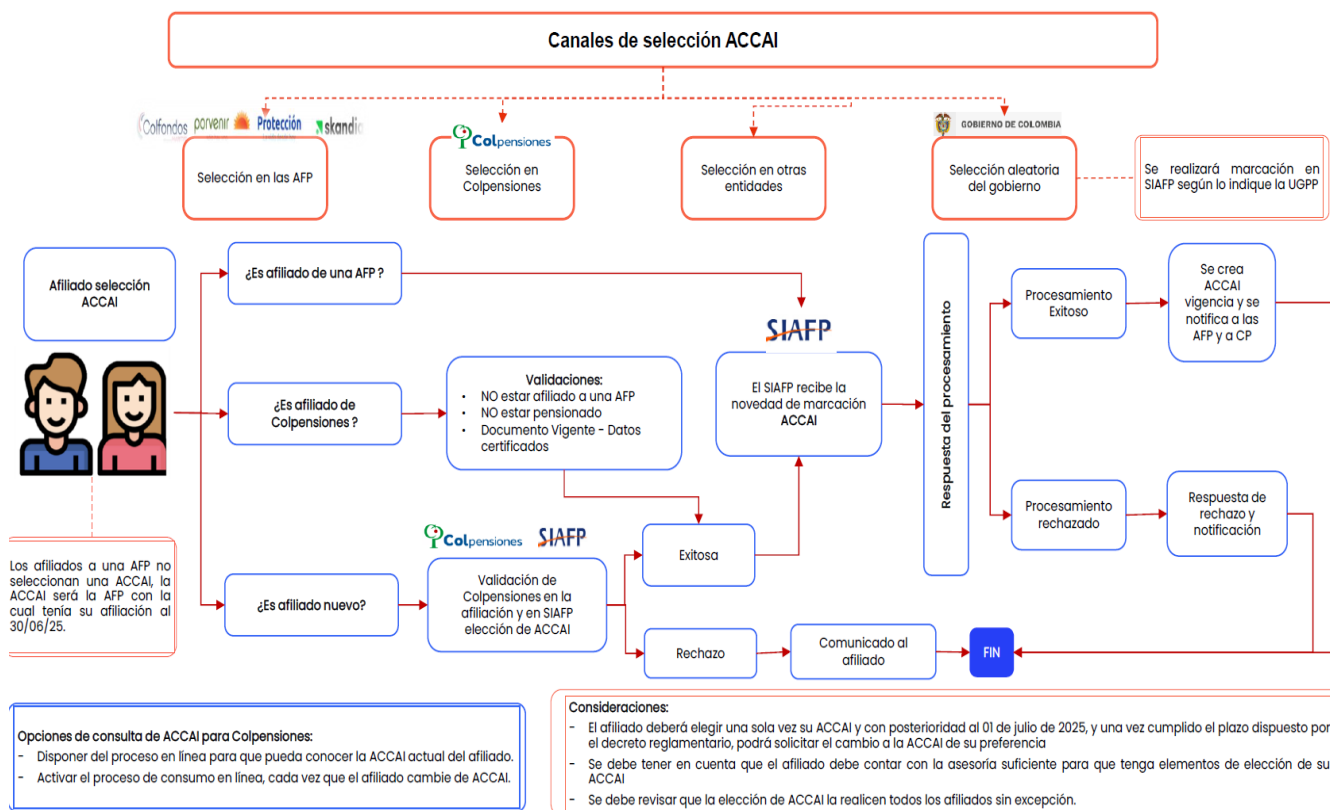 Canales de selección ACCAI
Colfondos porvenir Protección skandia
Colpensiones
GOBIERNO DE COLOMBIA
Selección en las AFP
Selección en
Colpensiones
Selección en otras
entidades
Selección aleatoria
del gobierno
Se realizará marcación en
SIAFP según lo indique la UGPP
Afiliado selección
ACCAI
¿Es afiliado de una AFP ?
¿Es afiliado de
Colpensiones ?
Validaciones:
• NO estar afiliado a una AFP
• NO estar pensionado
• Documento Vigente - Datos
certificados
SIAFP
El SIAFP recibe la
novedad de marcación
ACCAI
Respuesta del procesamiento
Procesamiento
Exitoso
Se crea
ACCAI
vigencia y se
notifica a las
AFP y a CP
Procesamiento
rechazado
Respuesta de
rechazo y
notificación
Los afiliados a una AFP no
seleccionan una ACCAI, la
ACCAI será la AFP con la
cual tenía su afiliación al
30/06/25.
¿Es afiliado nuevo?
Colpensiones SIAFP
Validación de
Colpensiones en la
afiliación y en SIAFP
elección de ACCAI
Exitosa
Rechazo
Comunicado al
afiliado
FIN
Opciones de consulta de ACCAI para Colpensiones:
- Disponer del proceso en línea para que pueda conocer la ACCAI actual del afiliado.
- Activar el proceso de consumo en línea, cada vez que el afiliado cambie de ACCAI.
Consideraciones:
- El afiliado deberá elegir una sola vez su ACCAI y con posterioridad al 01 de julio de 2025, y una vez cumplido el plazo dispuesto por
el decreto reglamentario, podrá solicitar el cambio a la ACCAI de su preferencia
- Se debe tener en cuenta que el afiliado debe contar con la asesoría suficiente para que tenga elementos de elección de su
ACCAI
- Se debe revisar que la elección de ACCAI la realicen todos los afiliados sin excepción.